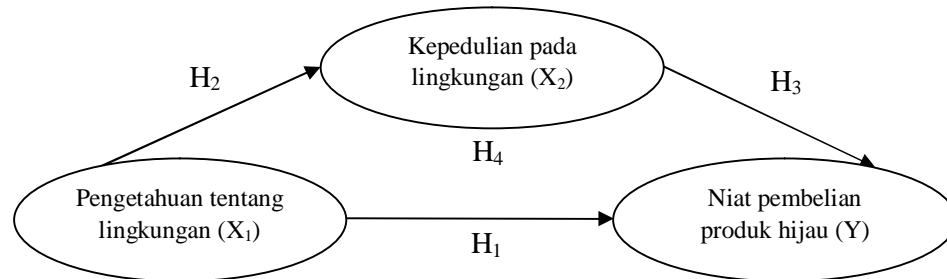 Kepedulian pada
lingkungan (X₂)
H₂
H₃
H₄
Pengetahuan tentang
lingkungan (X₁)
H₁
Niat pembelian
produk hijau (Y)